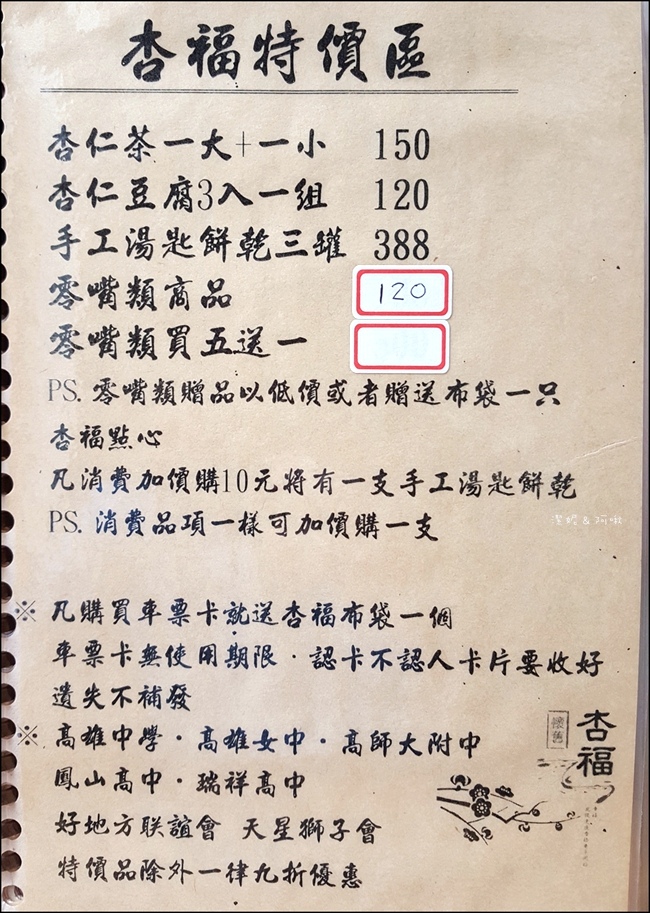 杏福特價區
杏仁茶一大+一小 150
杏仁豆腐3入一組 120
手工湯匙餅乾三罐 388
零嘴類商品 120
零嘴類買五送一
PS. 零嘴類贈品以低價或者贈送布袋一只
杏福點心
凡消費加價購10元將有一支手工湯匙餅乾
PS. 消費品項一樣可加價購一支
※ 凡購買車票卡就送杏福布袋一個
車票卡無使用期限·認卡不認人卡片要收好
遺失不補發
※ 高雄中學·高雄女中·高師大附中
鳳山高中·瑞祥高中
好地方联誼會 天星獅子會
特價品除外一律九折優惠
懷舊
杏福